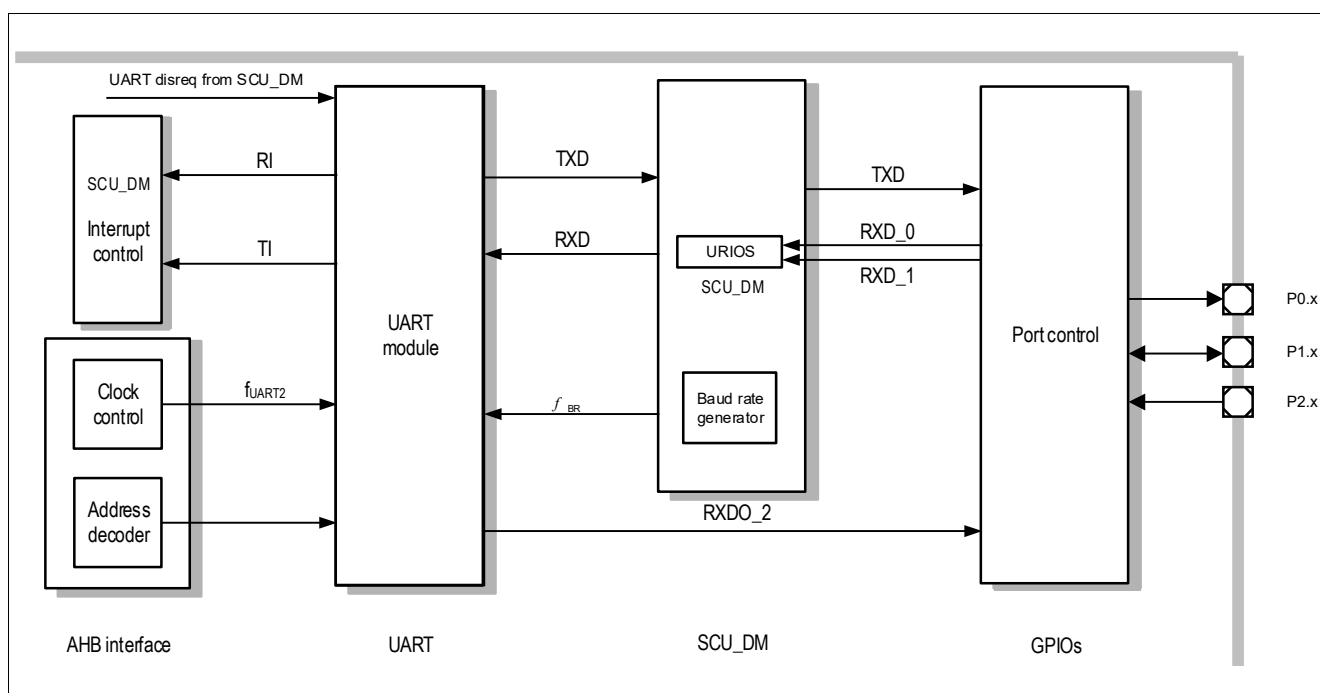 UART disreq from SCU_DM
RI
TXD
TXD
SCU_DM
Interrupt
control
RXD
URIOS
SCU_DM
RXD_0
RXD_1
TI
P0.x
UART
module
Port control
P1.x
Clock
control
fUART2
f BR
Baud rate
generator
P2.x
Address
decoder
RXDO_2
AHB interface
UART
SCU_DM
GPIOs